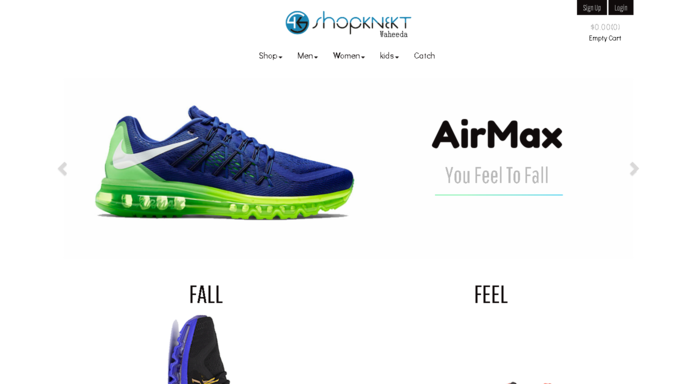 Sign Up Login
shopKNEKT
Waheeda
$0.00(0)
Empty Cart
Shop Men Women kids Catch
AirMax
You Feel To Fall
FALL FEEL